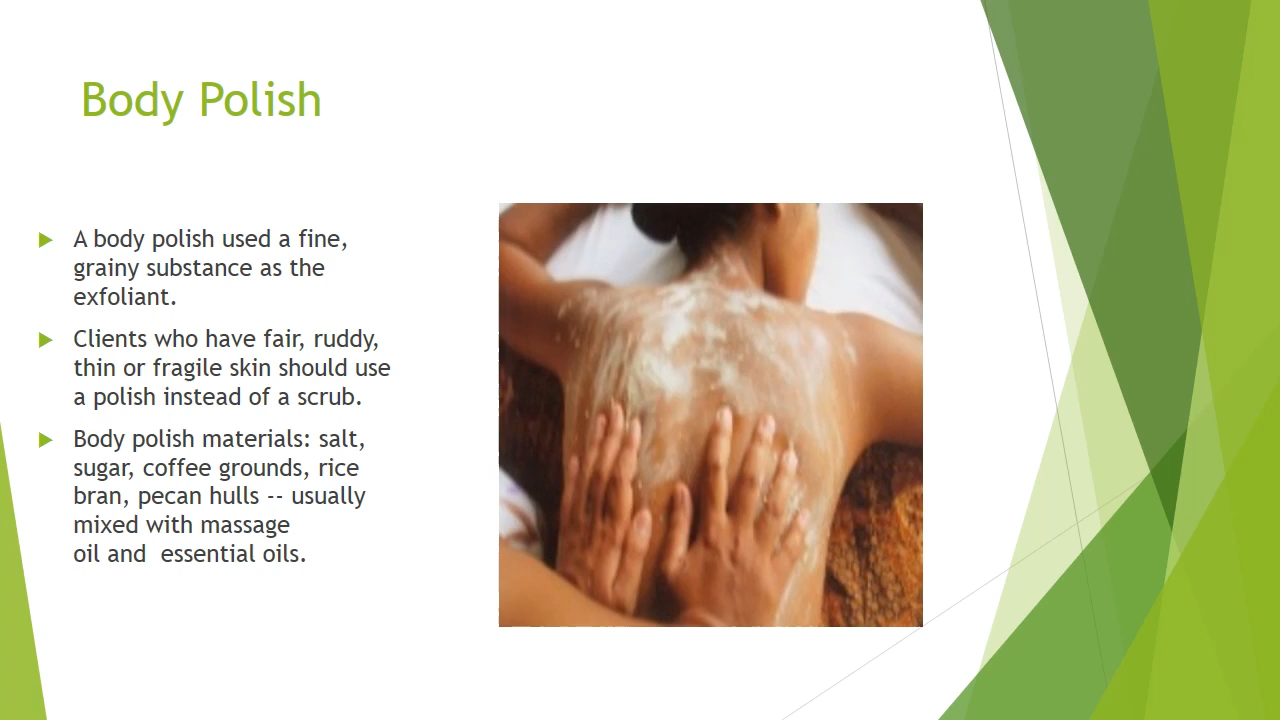 Body Polish
A body polish used a fine,
grainy substance as the
exfoliant.
Clients who have fair, ruddy,
thin or fragile skin should use
a polish instead of a scrub.
Body polish materials: salt,
sugar, coffee grounds, rice
bran, pecan hulls -- usually
mixed with massage
oil and  essential oils.